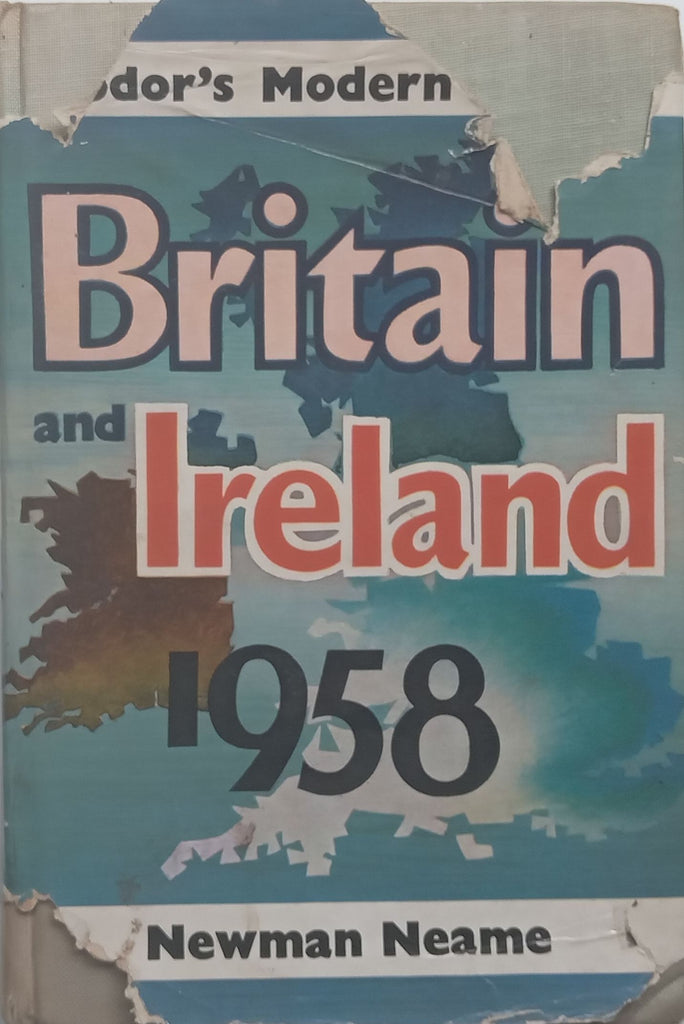 odor's Modern
Britain
and Ireland
1958
Newman Neame